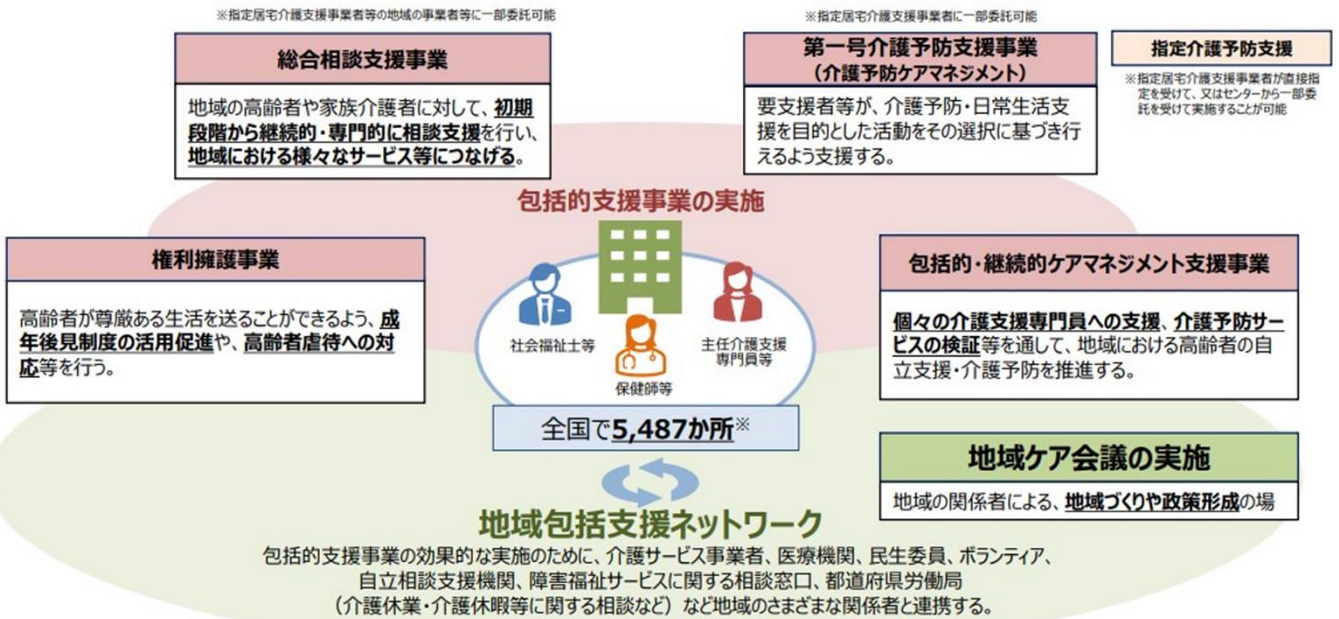 ※指定居宅介護支援事業者等の地域の事業者等に一部委託可能
総合相談支援事業
地域の高齢者や家族介護者に対して、初期
段階から継続的・専門的に相談支援を行い、
地域における様々なサービス等につなげる。
※指定居宅介護支援事業者に一部委託可能
第一号介護予防支援事業
（介護予防ケアマネジメント）
要支援者等が、介護予防・日常生活支
援を目的とした活動をその選択に基づき行
えるよう支援する。
指定介護予防支援
※指定居宅介護支援事業者が直接指
定を受けて、又はセンターから一部委
託を受けて実施することが可能
包括的支援事業の実施
権利擁護事業
高齢者が尊厳ある生活を送ることができるよう、成
年後見制度の活用促進や、高齢者虐待への対
応等を行う。
社会福祉士等
保健師等
主任介護支援
専門員等
包括的・継続的ケアマネジメント支援事業
個々の介護支援専門員への支援、介護予防サー
ビスの検証等を通して、地域における高齢者の自
立支援・介護予防を推進する。
全国で5,487か所※
地域ケア会議の実施
地域の関係者による、地域づくりや政策形成の場
地域包括支援ネットワーク
包括的支援事業の効果的な実施のために、介護サービス事業者、医療機関、民生委員、ボランティア、
自立相談支援機関、障害福祉サービスに関する相談窓口、都道府県労働局
（介護休業・介護休暇等に関する相談など）など地域のさまざまな関係者と連携する。